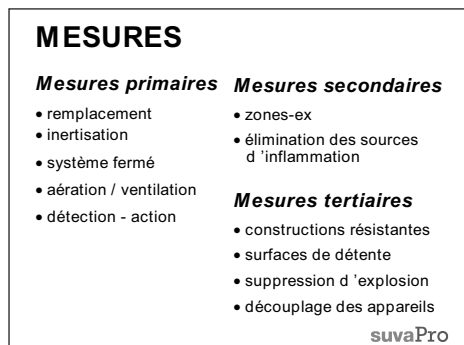 MESURES
Mesures primaires
• remplacement
• inertisation
• système fermé
• aération / ventilation
• détection - action
Mesures secondaires
• zones-ex
• élimination des sources
d ’inflammation
Mesures tertiaires
• constructions résistantes
• surfaces de détente
• suppression d ’explosion
• découplage des appareils
suvaPro